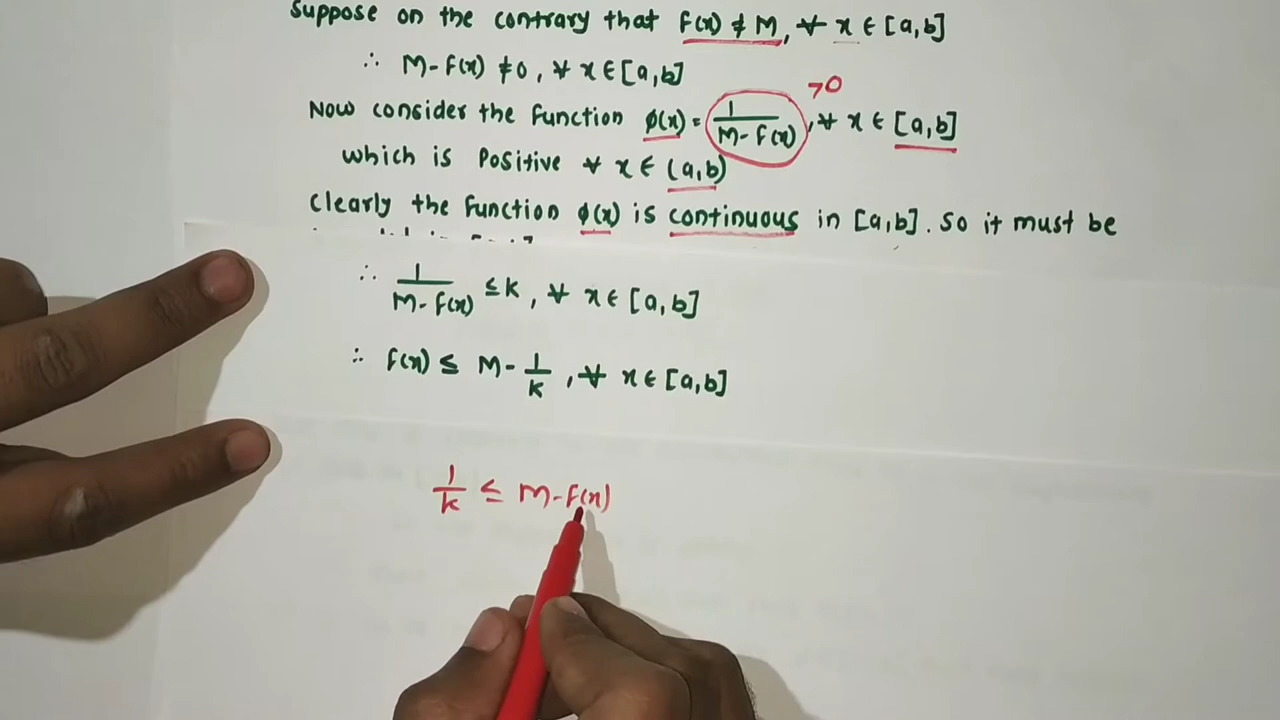 Suppose on the contrary that f(x) ≠ M, ∀ x ∈ [a,b]
∴ M - f(x) ≠ 0, ∀ x ∈ [a,b]
>0
Now consider the function φ(x) = 1/(M - f(x)), ∀ x ∈ [a,b]
which is Positive ∀ x ∈ (a,b)
Clearly the function φ(x) is continuous in [a,b]. So it must be
∴ 1/(M - f(x)) ≤ k, ∀ x ∈ [a,b]
∴ f(x) ≤ M - 1/k, ∀ x ∈ [a,b]
1/k ≤ M - f(x)